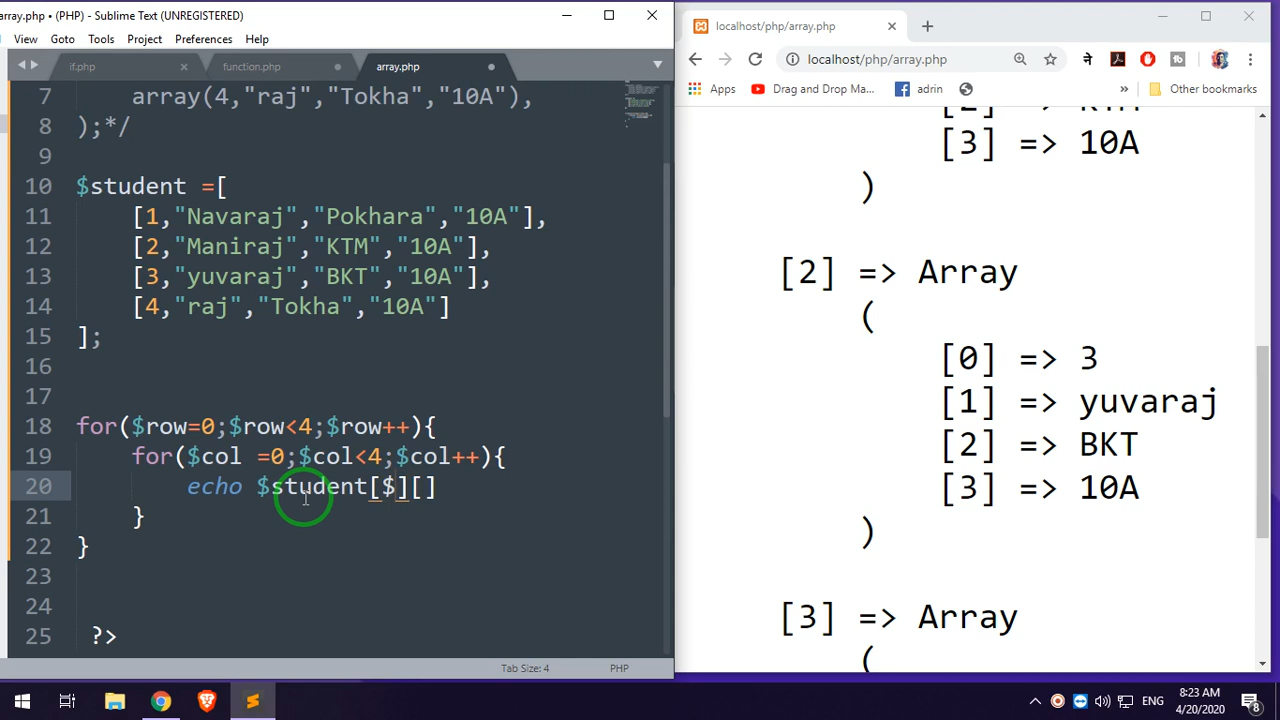 array.php • (PHP) - Sublime Text (UNREGISTERED)
View Goto Tools Project Preferences Help
if.php function.php array.php
7 array(4,"raj","Tokha","10A"),
8 );*/
9
10 $student =[
11 [1,"Navaraj","Pokhara","10A"],
12 [2,"Maniraj","KTM","10A"],
13 [3,"yuvaraj","BKT","10A"],
14 [4,"raj","Tokha","10A"]
15 ];
16
17
18 for($row=0;$row<4;$row++){
19 for($col =0;$col<4;$col++){
20 echo $student[$][]
21 }
22 }
23
24
25 ?>
Tab Size: 4 PHP
localhost/php/array.php
localhost/php/array.php
Apps Drag and Drop Ma... adrin » Other bookmarks
[2] => KTM
[3] => 10A
)
[2] => Array
(
[0] => 3
[1] => yuvaraj
[2] => BKT
[3] => 10A
)
[3] => Array
(
ENG
8:23 AM
4/20/2020
8